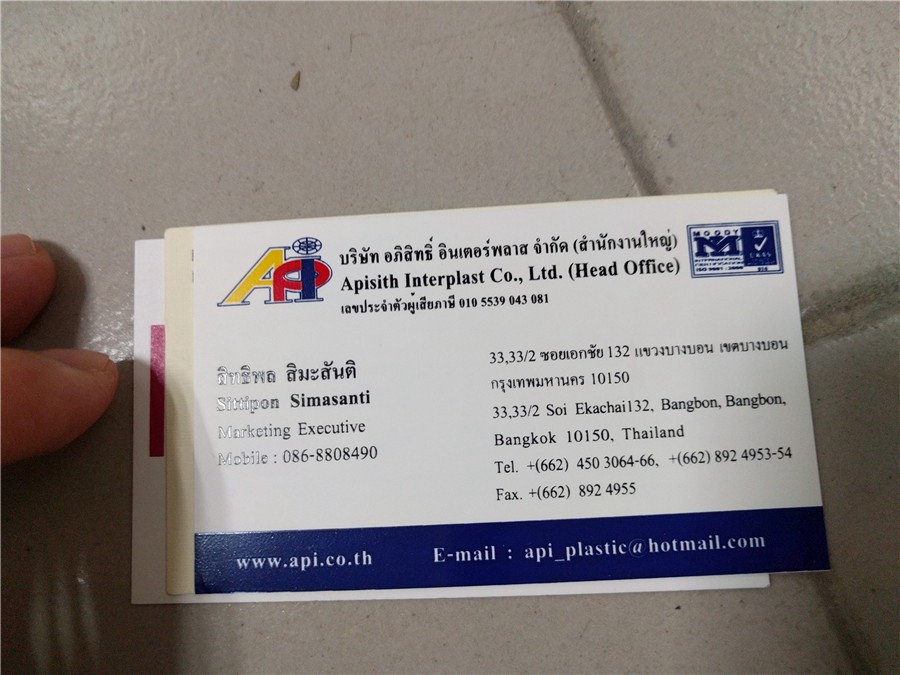 API
บริษัท อภิสิทธิ์ อินเตอร์พลาส จำกัด (สำนักงานใหญ่)
Apisith Interplast Co., Ltd. (Head Office)
เลขประจำตัวผู้เสียภาษี 010 5539 043 081
MOODY
INTERNATIONAL
CERTIFICATION
ISO 9001 : 2000
UKAS
สิทธิพล สิมะสันติ
Sittipon Simasanti
Marketing Executive
Mobile : 086-8808490
33,33/2 ซอยเอกชัย 132 แขวงบางบอน เขตบางบอน
กรุงเทพมหานคร 10150
33,33/2 Soi Ekachai132, Bangbon, Bangbon,
Bangkok 10150, Thailand
Tel. +(662) 450 3064-66, +(662) 892 4953-54
Fax. +(662) 892 4955
www.api.co.th E-mail : api_plastic@hotmail.com